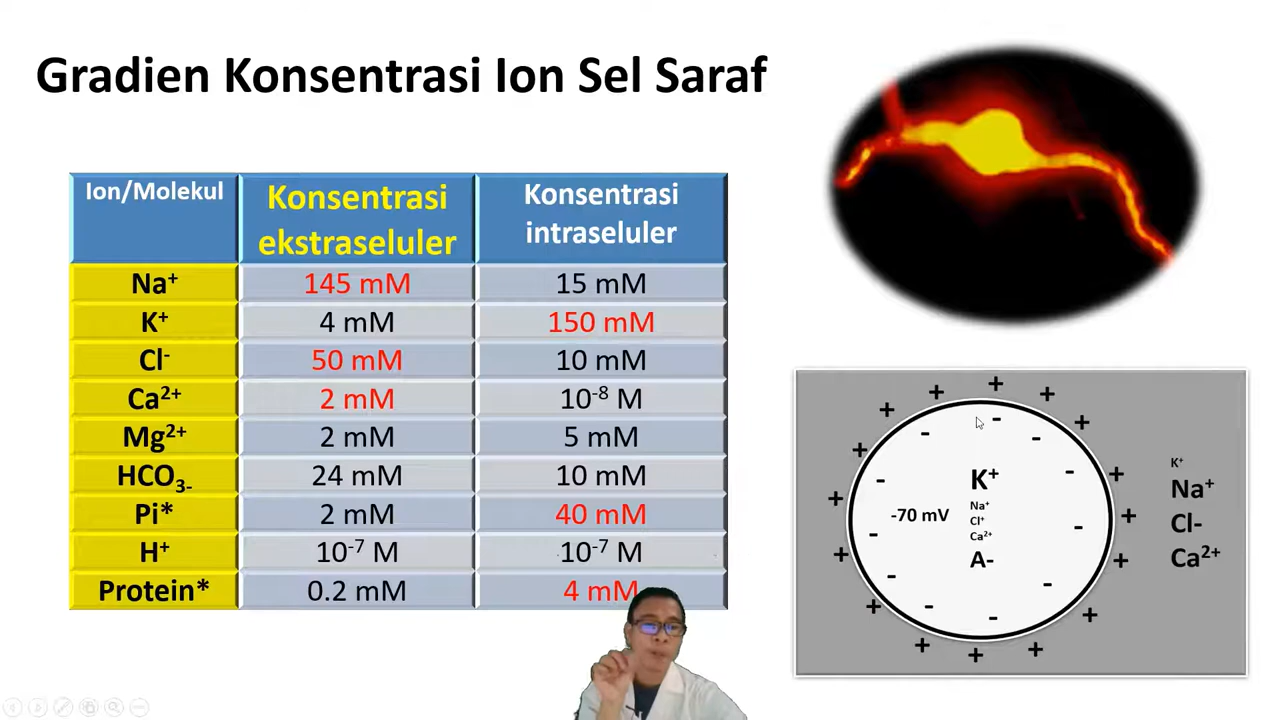 Gradien Konsentrasi Ion Sel Saraf
Ion/Molekul
Konsentrasi
ekstraseluler
Konsentrasi
intraseluler
Na⁺ 145 mM 15 mM
K⁺ 4 mM 150 mM
Cl⁻ 50 mM 10 mM
Ca²⁺ 2 mM 10⁻⁸ M
Mg²⁺ 2 mM 5 mM
HCO₃₋ 24 mM 10 mM
Pi* 2 mM 40 mM
H⁺ 10⁻⁷ M 10⁻⁷ M
Protein* 0.2 mM 4 mM
-70 mV
K⁺
Na⁺
Cl⁺
Ca²⁺
A-
K⁺
Na⁺
Cl-
Ca²⁺